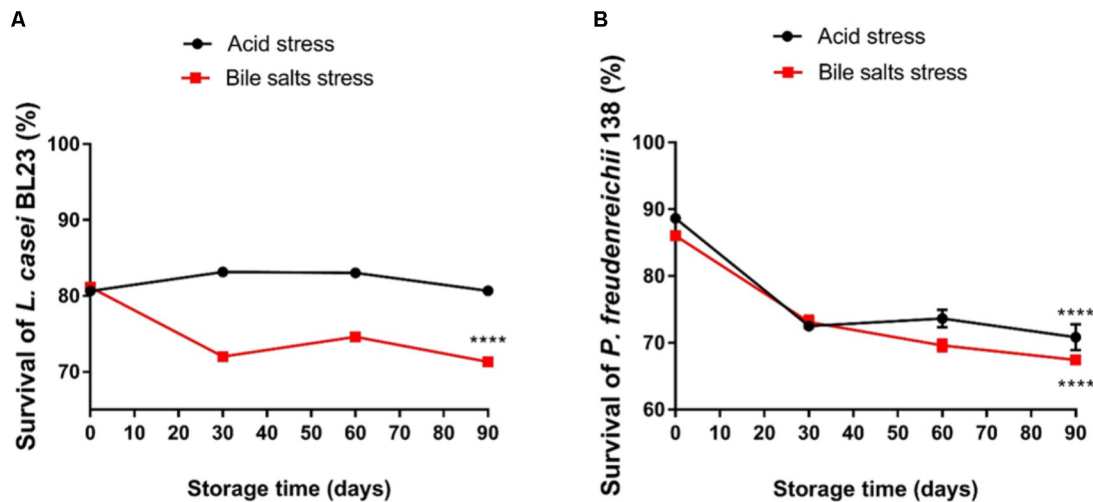 A
Acid stress
Bile salts stress
Survival of L. casei BL23 (%)
100
90
80
70
0 10 20 30 40 50 60 70 80 90
Storage time (days)
****
B
Acid stress
Bile salts stress
Survival of P. freudenreichii 138 (%)
100
90
80
70
60
0 10 20 30 40 50 60 70 80 90
Storage time (days)
****
****